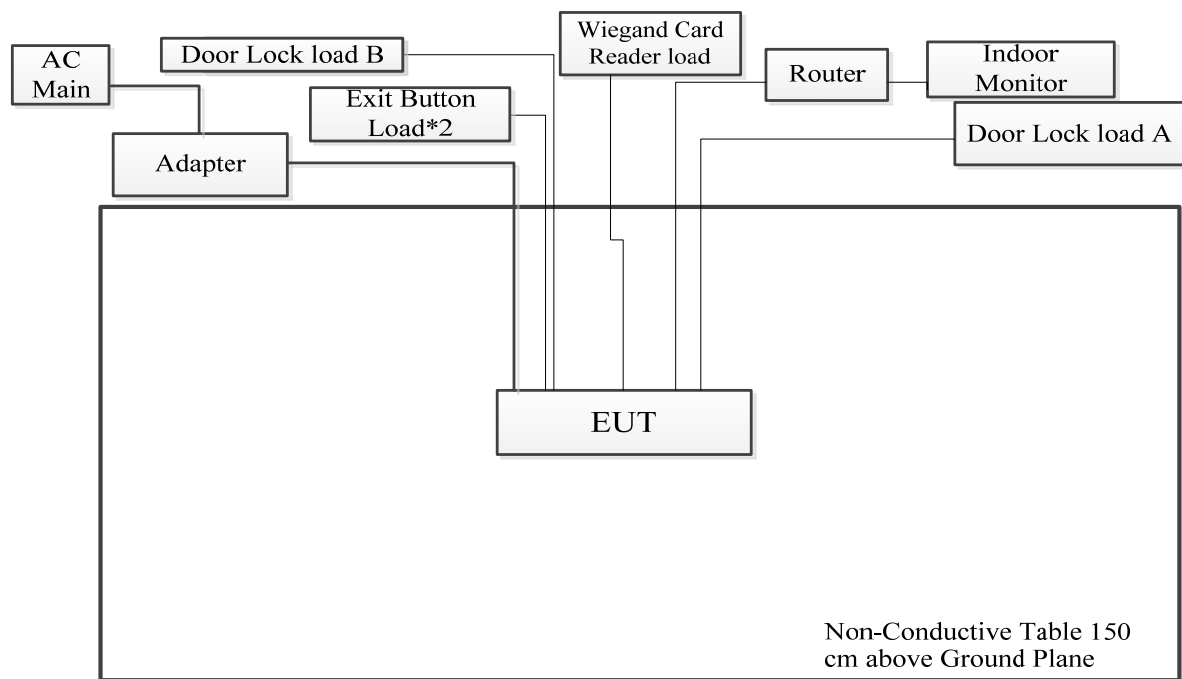 AC
Main
Door Lock load B
Wiegand Card
Reader load
Router
Indoor
Monitor
Exit Button
Load*2
Door Lock load A
Adapter
EUT
Non-Conductive Table 150
cm above Ground Plane